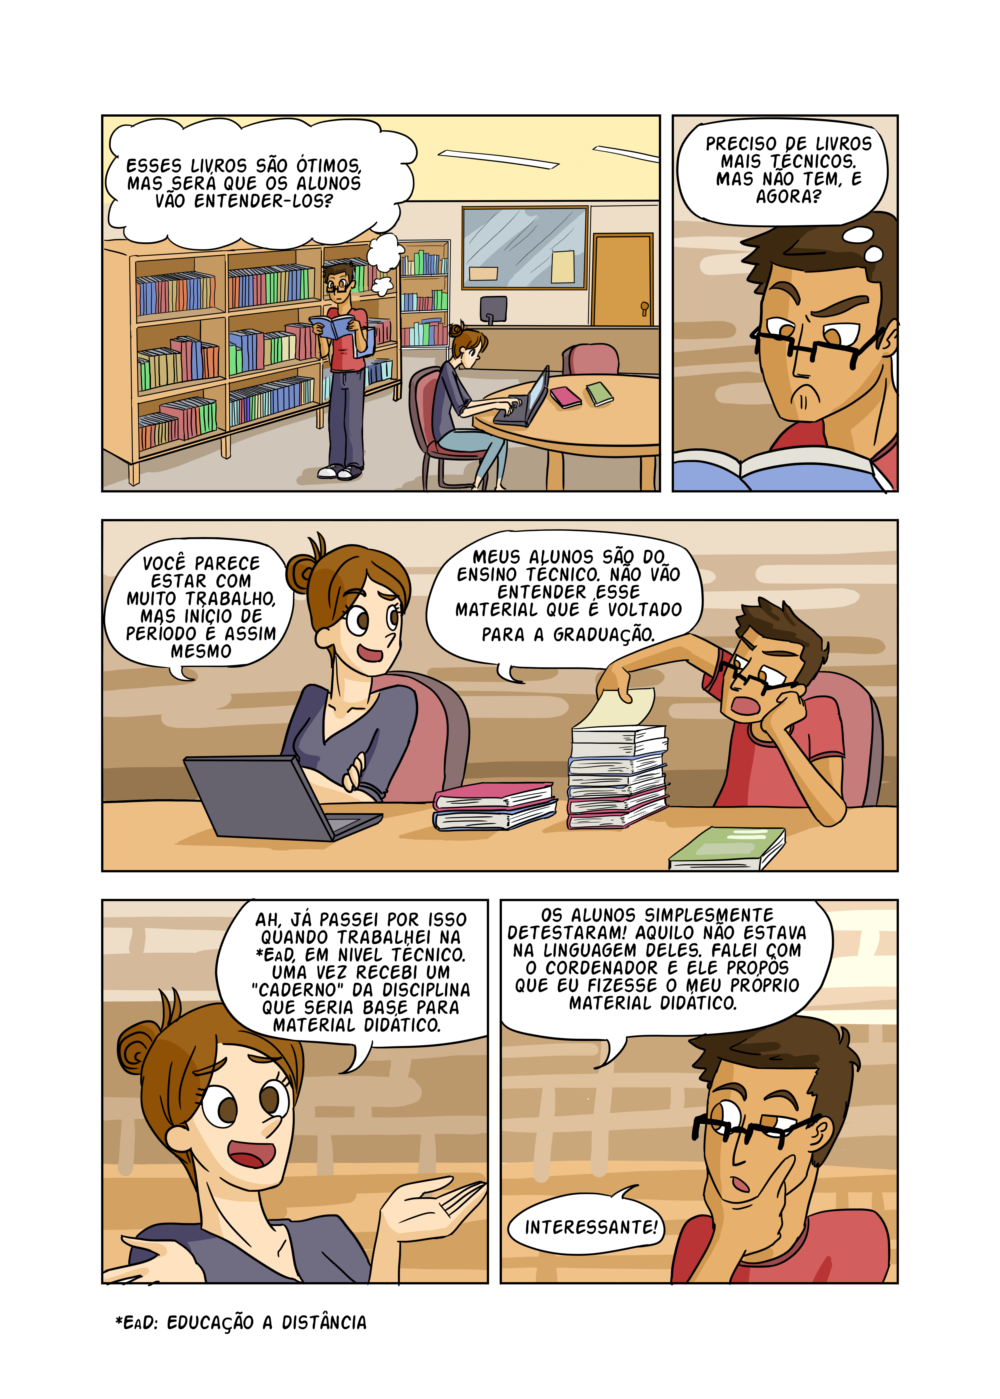 ESSES LIVROS SÃO ÓTIMOS,
MAS SERÁ QUE OS ALUNOS
VÃO ENTENDER-LOS?
PRECISO DE LIVROS
MAIS TÉCNICOS.
MAS NÃO TEM, E
AGORA?
VOCÊ PARECE
ESTAR COM
MUITO TRABALHO,
MAS INÍCIO DE
PERÍODO É ASSIM
MESMO
MEUS ALUNOS SÃO DO
ENSINO TÉCNICO. NÃO VÃO
ENTENDER ESSE
MATERIAL QUE É VOLTADO
PARA A GRADUAÇÃO.
AH, JÁ PASSEI POR ISSO
QUANDO TRABALHEI NA
*EAD, EM NIVEL TÉCNICO.
UMA VEZ RECEBI UM
"CADERNO" DA DISCIPLINA
QUE SERIA BASE PARA
MATERIAL DIDÁTICO.
OS ALUNOS SIMPLESMENTE
DETESTARAM! AQUILO NÃO ESTAVA
NA LINGUAGEM DELES. FALEI COM
O CORDENADOR E ELE PROPÔS
QUE EU FIZESSE O MEU PRÓPRIO
MATERIAL DIDÁTICO.
INTERESSANTE!
*EAD: EDUCAÇÃO A DISTÂNCIA